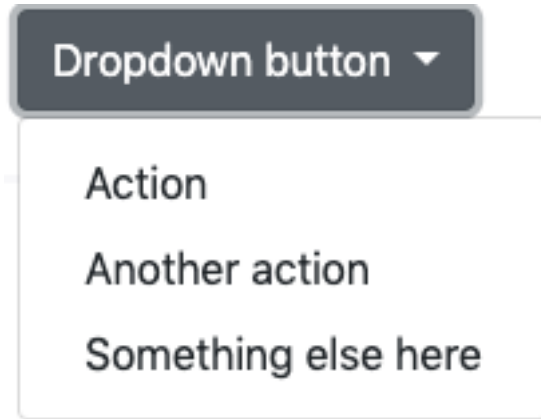 Dropdown button
Action
Another action
Something else here